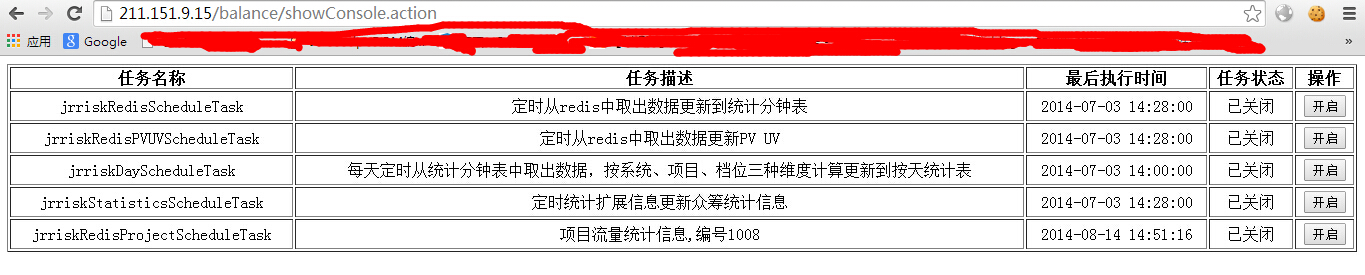 211.151.9.15/balance/showConsole.action
应用 Google
任务名称 任务描述 最后执行时间 任务状态 操作
jrriskRedisScheduleTask 定时从redis中取出数据更新到统计分钟表 2014-07-03 14:28:00 已关闭 开启
jrriskRedisPVUVScheduleTask 定时从redis中取出数据更新PV UV 2014-07-03 14:28:00 已关闭 开启
jrriskDayScheduleTask 每天定时从统计分钟表中取出数据，按系统、项目、档位三种维度计算更新到按天统计表 2014-07-03 14:00:00 已关闭 开启
jrriskStatisticsScheduleTask 定时统计扩展信息更新众筹统计信息 2014-07-03 14:28:00 已关闭 开启
jrriskRedisProjectScheduleTask 项目流量统计信息,编号1008 2014-08-14 14:51:16 已关闭 开启